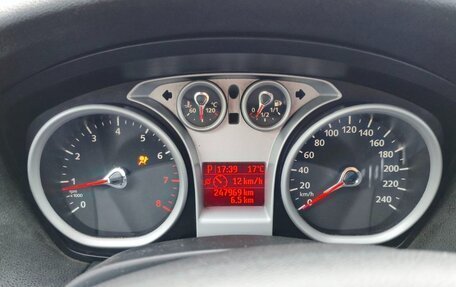 60 120 °C
0 1/2 1/1
0 1 2 3 4 5 6 7 8
x1000
0 20 40 60 80 100 120 140 160 180 200 220 240
km/h
P 17:39 17°C
12 km/h
247969 km
6.5 km